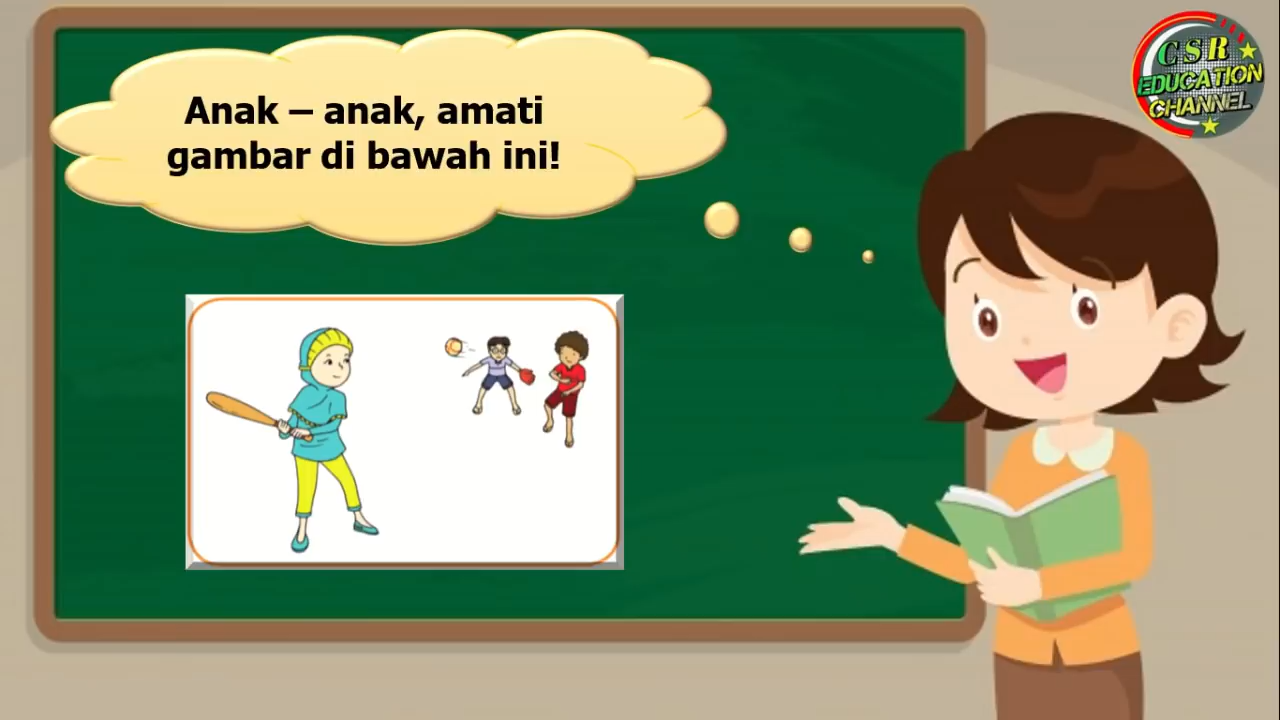 Anak – anak, amati
gambar di bawah ini!
CSR
EDUCATION
CHANNEL